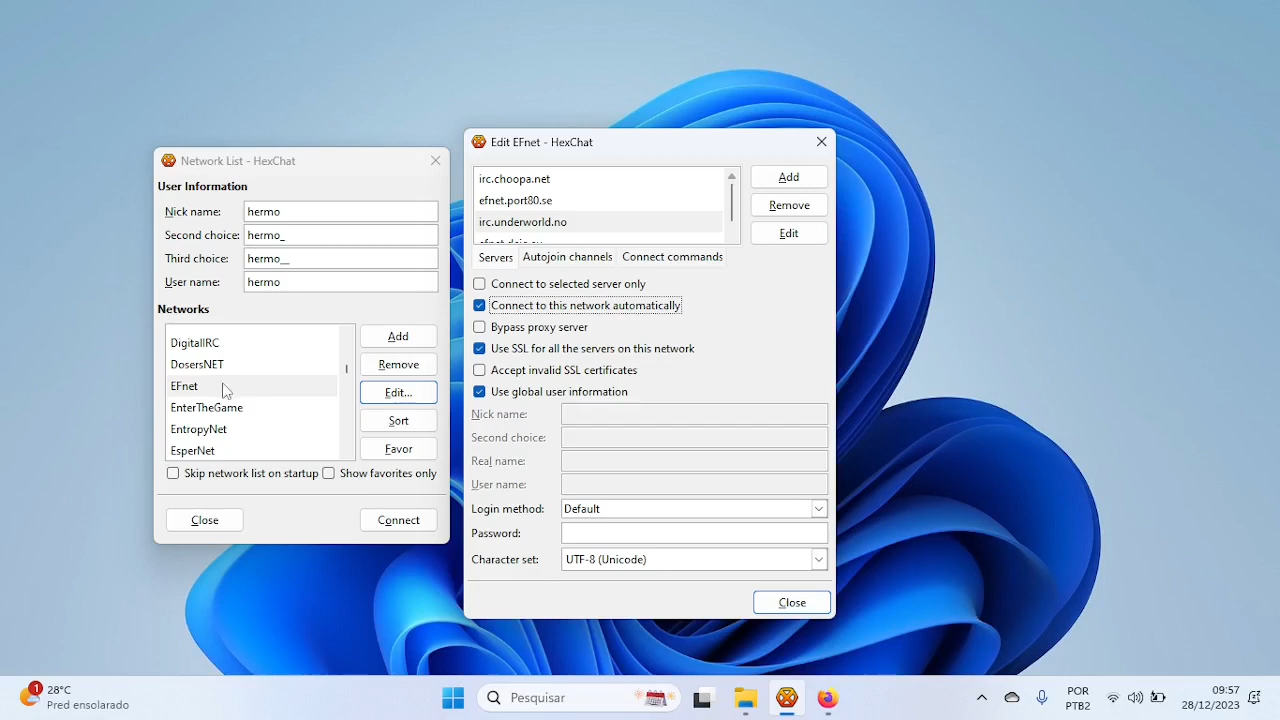 Network List - HexChat
User Information
Nick name: hermo
Second choice: hermo_
Third choice: hermo__
User name: hermo
Networks
DigitalIRC
DosersNET
EFnet
EnterTheGame
EntropyNet
EsperNet
Add
Remove
Edit...
Sort
Favor
Skip network list on startup
Show favorites only
Close
Connect
Edit EFnet - HexChat
irc.choopa.net
efnet.port80.se
irc.underworld.no
Add
Remove
Edit
Servers Autojoin channels Connect commands
Connect to selected server only
Connect to this network automatically
Bypass proxy server
Use SSL for all the servers on this network
Accept invalid SSL certificates
Use global user information
Nick name:
Second choice:
Real name:
User name:
Login method: Default
Password:
Character set: UTF-8 (Unicode)
Close
1
28°C
Pred ensolarado
Pesquisar
POR
PTB2
09:57
28/12/2023